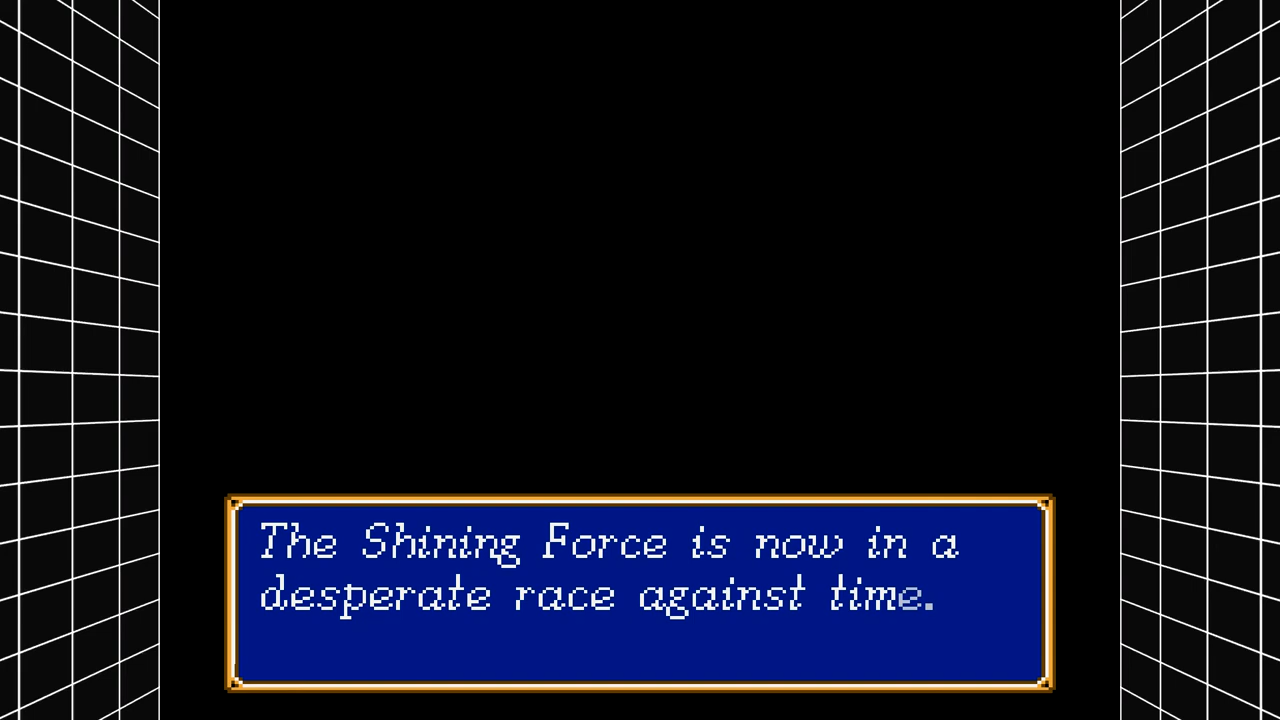 The Shining Force is now in a
desperate race against time.